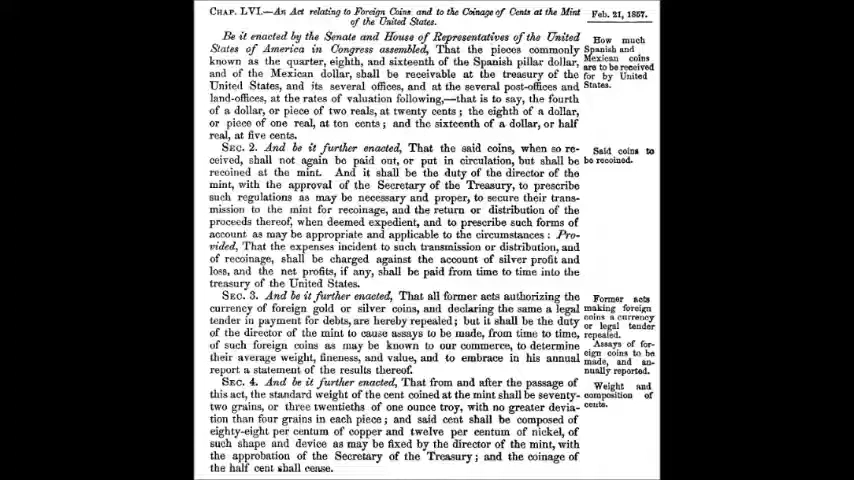 CHAP. LVI.—An Act relating to Foreign Coins and to the Coinage of Cents at the Mint
of the United States.
Feb. 21, 1857.
Be it enacted by the Senate and House of Representatives of the United
States of America in Congress assembled, That the pieces commonly
known as the quarter, eighth, and sixteenth of the Spanish pillar dollar,
and of the Mexican dollar, shall be receivable at the treasury of the
United States, and its several offices, and at the several post-offices and
land-offices, at the rates of valuation following,—that is to say, the fourth
of a dollar, or piece of two reals, at twenty cents; the eighth of a dollar,
or piece of one real, at ten cents; and the sixteenth of a dollar, or half
real, at five cents.
How much
Spanish and
Mexican coins
are to be received
for by United
States.
SEC. 2. And be it further enacted, That the said coins, when so re-
ceived, shall not again be paid out, or put in circulation, but shall be
recoined at the mint. And it shall be the duty of the director of the
mint, with the approval of the Secretary of the Treasury, to prescribe
such regulations as may be necessary and proper, to secure their trans-
mission to the mint for recoinage, and the return or distribution of the
proceeds thereof, when deemed expedient, and to prescribe such forms of
account as may be appropriate and applicable to the circumstances: Pro-
vided, That the expenses incident to such transmission or distribution, and
of recoinage, shall be charged against the account of silver profit and
loss, and the net profits, if any, shall be paid from time to time into the
treasury of the United States.
Said coins to
be recoined.
SEC. 3. And be it further enacted, That all former acts authorizing the
currency of foreign gold or silver coins, and declaring the same a legal
tender in payment for debts, are hereby repealed; but it shall be the duty
of the director of the mint to cause assays to be made, from time to time,
of such foreign coins as may be known to our commerce, to determine
their average weight, fineness, and value, and to embrace in his annual
report a statement of the results thereof.
Former acts
making foreign
coins a currency
or legal tender
repealed.
Assays of for-
eign coins to be
made, and an-
nually reported.
SEC. 4. And be it further enacted, That from and after the passage of
this act, the standard weight of the cent coined at the mint shall be seventy-
two grains, or three twentieths of one ounce troy, with no greater devia-
tion than four grains in each piece; and said cent shall be composed of
eighty-eight per centum of copper and twelve per centum of nickel, of
such shape and device as may be fixed by the director of the mint, with
the approbation of the Secretary of the Treasury; and the coinage of
the half cent shall cease.
Weight and
composition of
cents.